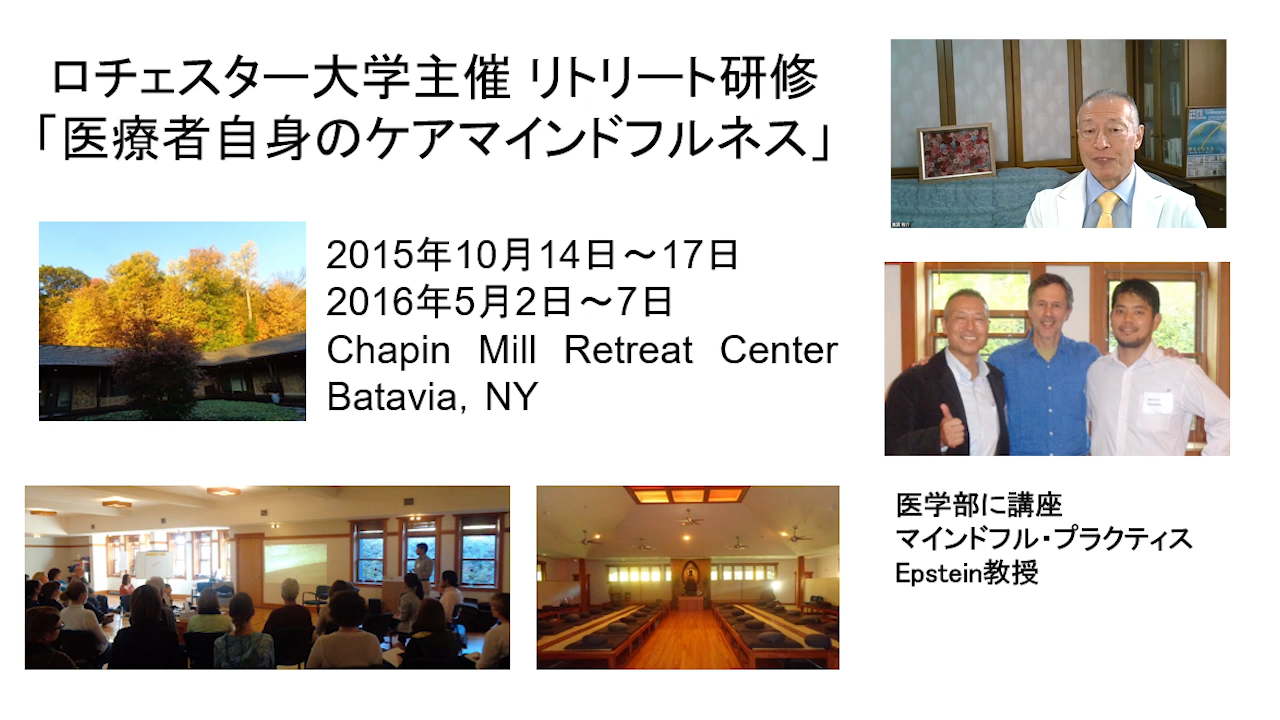 ロチェスター大学主催 リトリート研修
「医療者自身のケアマインドフルネス」
2015年10月14日～17日
2016年5月2日～7日
Chapin Mill Retreat Center
Batavia, NY
医学部に講座
マインドフル・プラクティス
Epstein教授